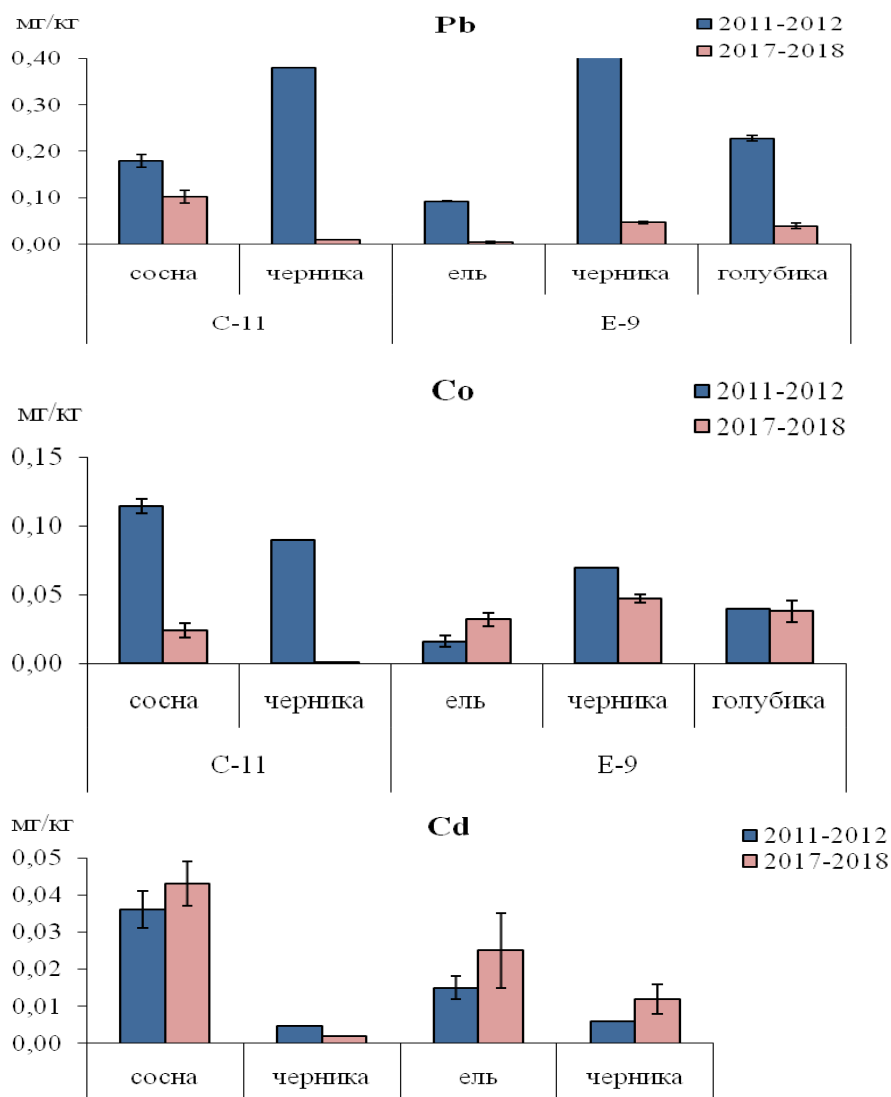 мг/кг
Pb
2011-2012
2017-2018
0,40
0,30
0,20
0,10
0,00
сосна черника ель черника голубика
С-11 Е-9
мг/кг
Co
2011-2012
2017-2018
0,15
0,10
0,05
0,00
сосна черника ель черника голубика
С-11 Е-9
мг/кг
Cd
2011-2012
2017-2018
0,05
0,04
0,03
0,02
0,01
0,00
сосна черника ель черника